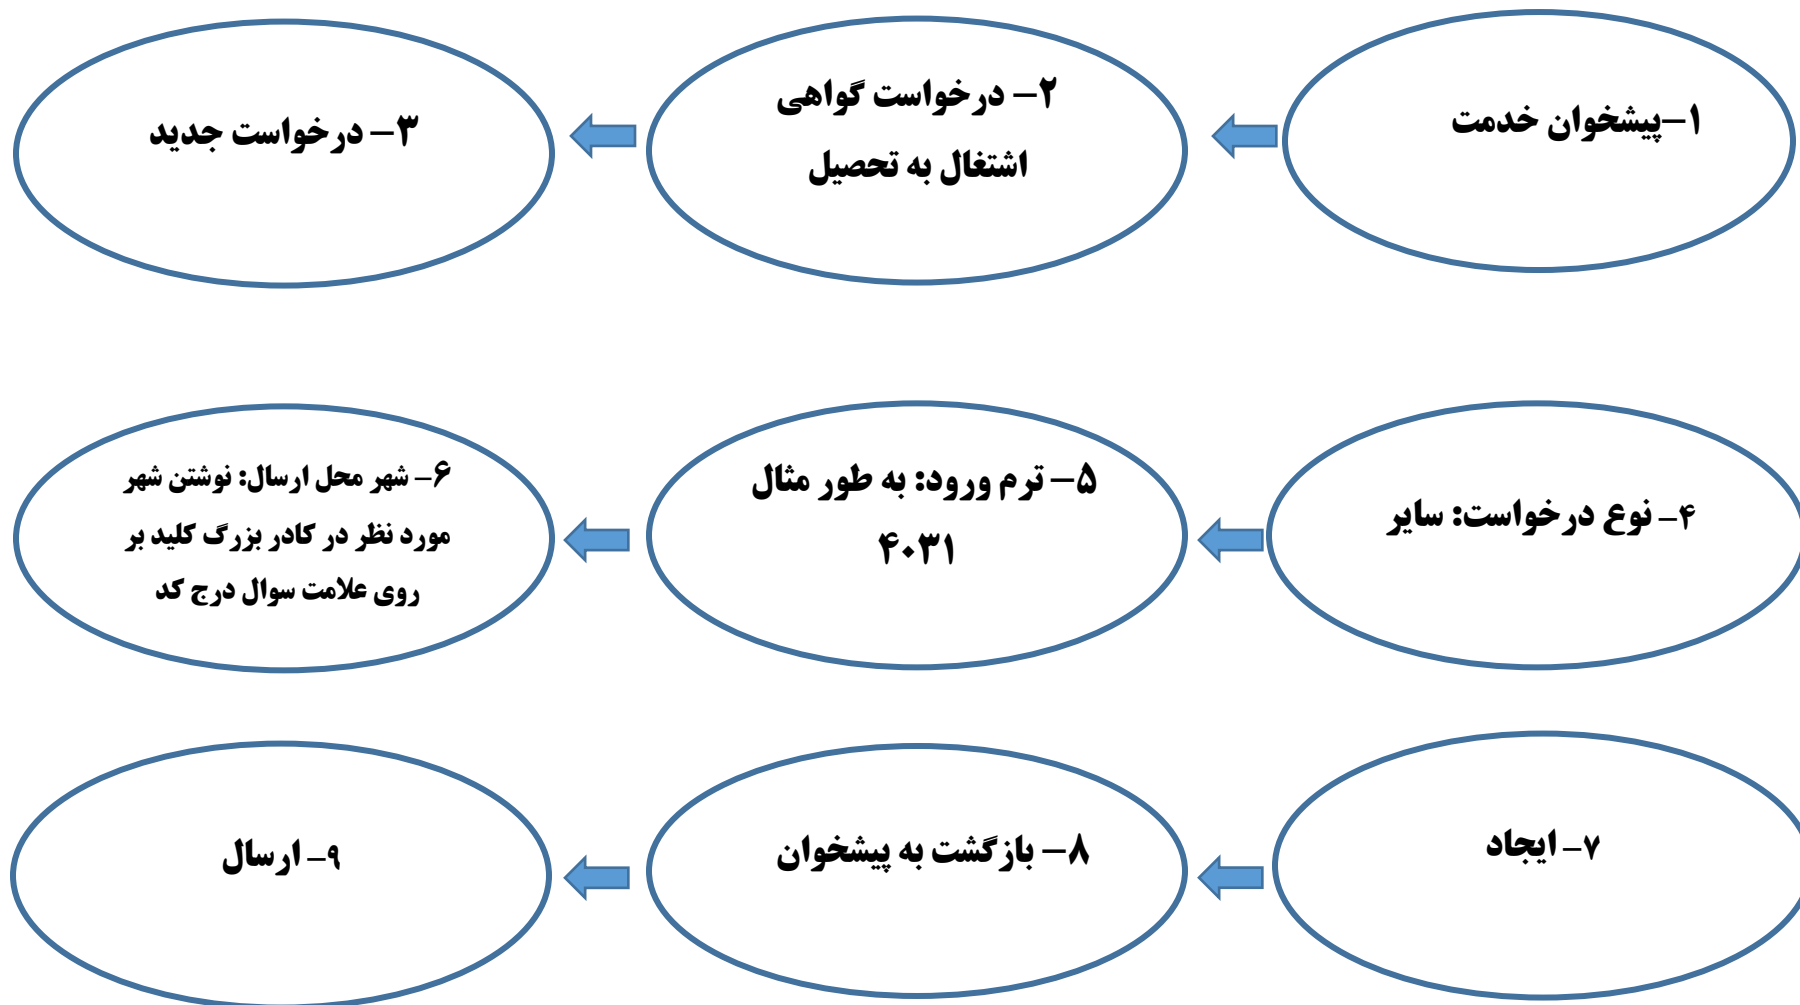 ۱-پیشخوان خدمت
۲- درخواست گواهی
اشتغال به تحصیل
۳- درخواست جدید
۴- نوع درخواست: سایر
۵- ترم ورود: به طور مثال
۴۰۳۱
۶- شهر محل ارسال: نوشتن شهر
مورد نظر در کادر بزرگ کلید بر
روی علامت سوال درج کد
۷- ایجاد
۸- بازگشت به پیشخوان
۹- ارسال